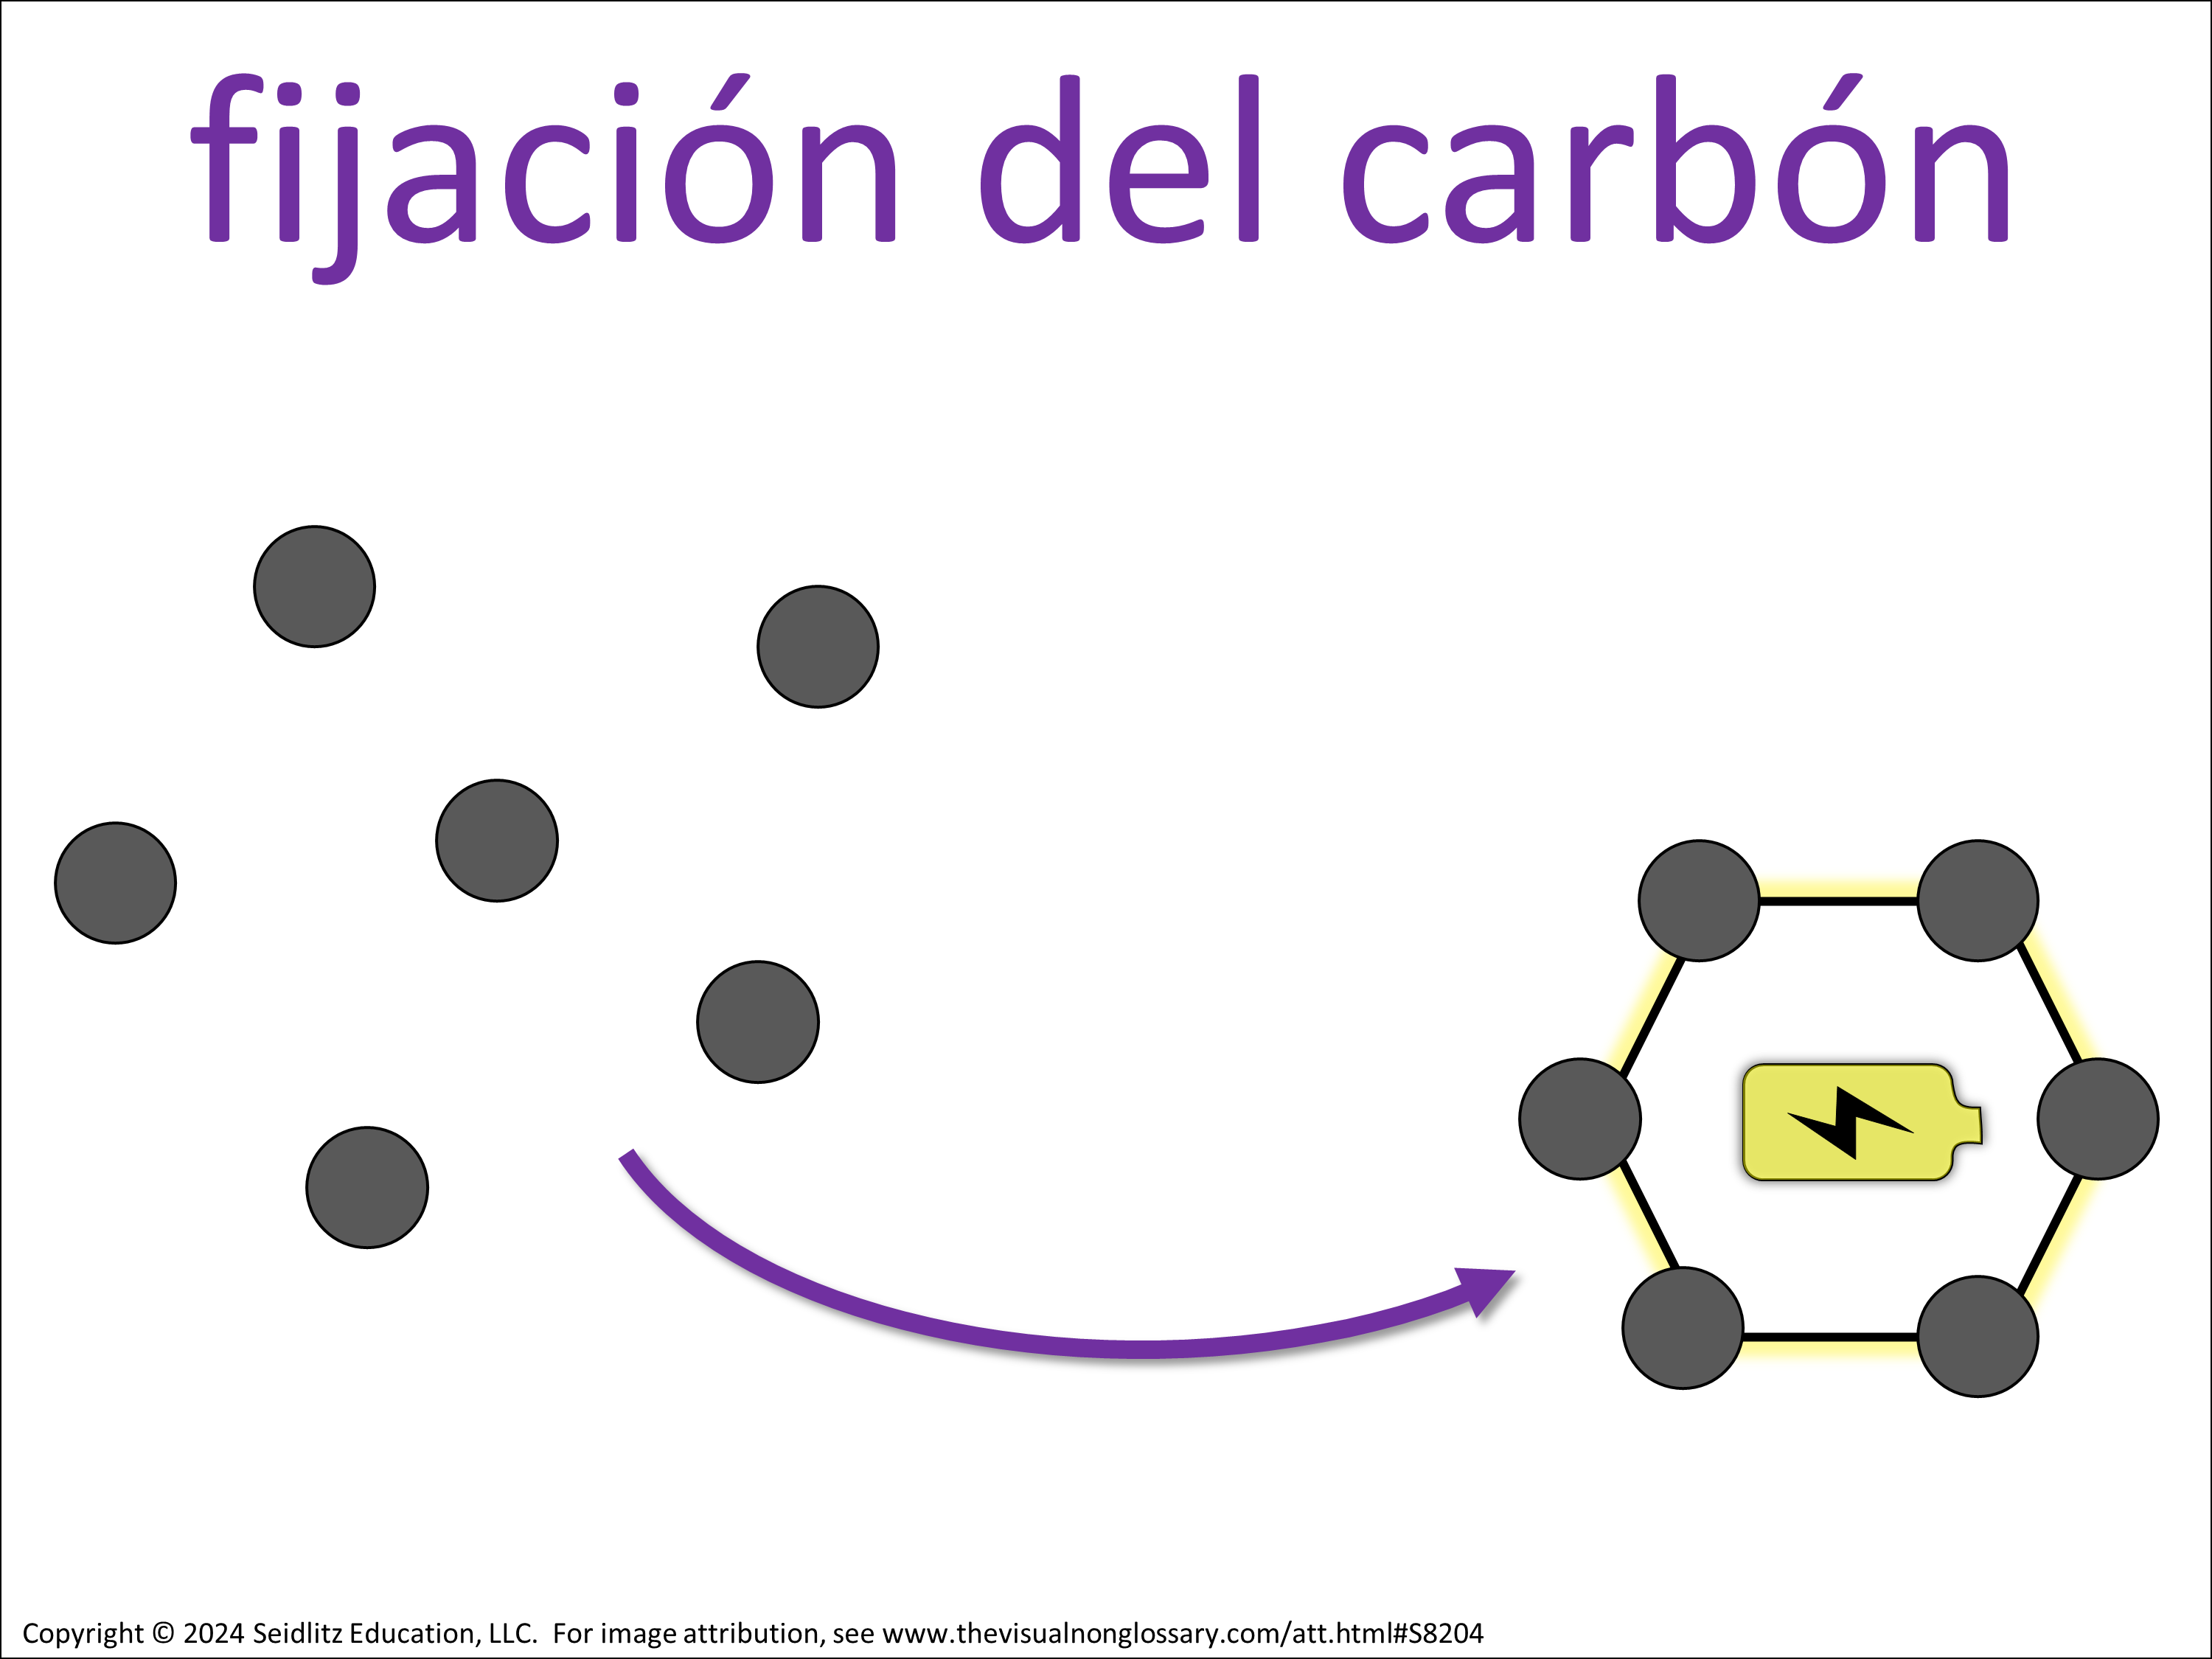 fijación del carbón
Copyright © 2024 Seidlitz Education, LLC.  For image attribution, see www.thevisualnonglossary.com/att.html#S8204